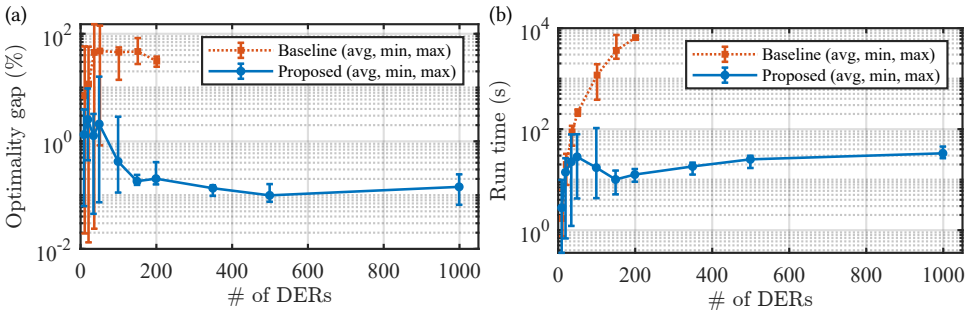 (a)
Optimality gap (%)
10^2
10^0
10^-2
Baseline (avg, min, max)
Proposed (avg, min, max)
0 200 400 600 800 1000
# of DERs
(b)
Run time (s)
10^4
10^2
10^0
Baseline (avg, min, max)
Proposed (avg, min, max)
0 200 400 600 800 1000
# of DERs